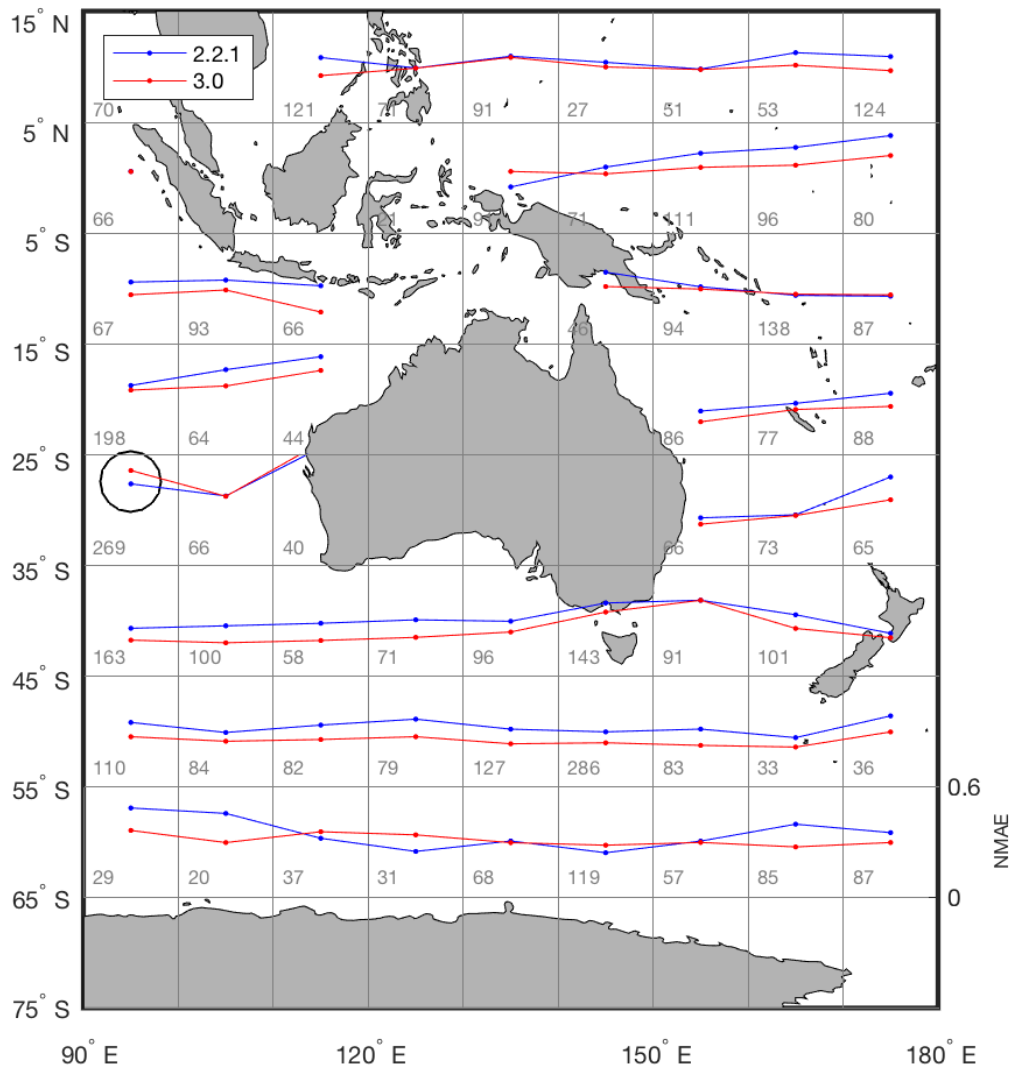 15° N
2.2.1
3.0
70 121 71 91 27 51 53 124
5° N
66 21 71 111 96 80
5° S
67 93 66 46 94 138 87
15° S
198 64 44 86 77 88
25° S
269 66 40 66 73 65
35° S
163 100 58 71 96 143 91 101
45° S
110 84 82 79 127 286 83 33 36
55° S 0.6
NMAE
29 20 37 31 68 119 57 85 87
65° S 0
75° S
90° E 120° E 150° E 180° E